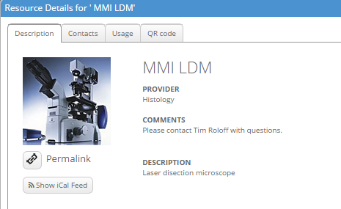 Resource Details for ' MMI LDM'
Description Contacts Usage QR code
MMI LDM
PROVIDER
Histology
COMMENTS
Please contact Tim Roloff with questions.
Permalink
DESCRIPTION
Laser disection microscope
Show iCal Feed